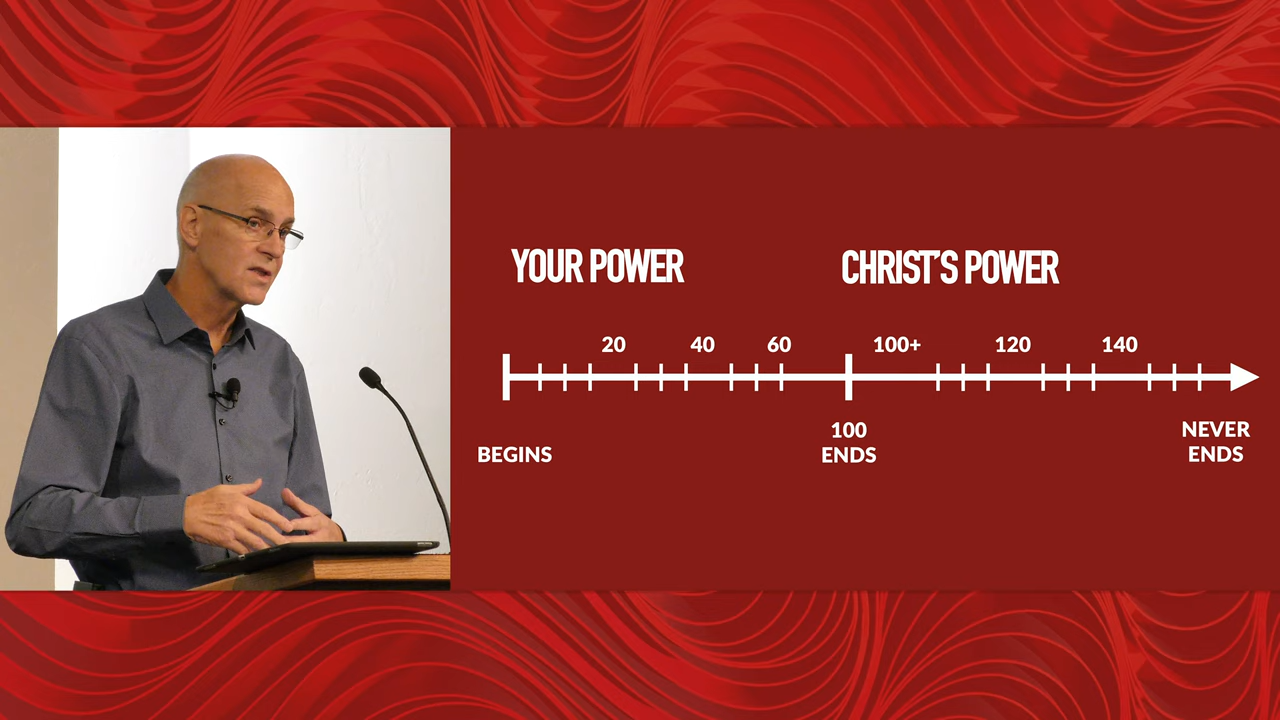 YOUR POWER
CHRIST'S POWER
20 40 60 100+ 120 140
BEGINS
100
ENDS
NEVER
ENDS